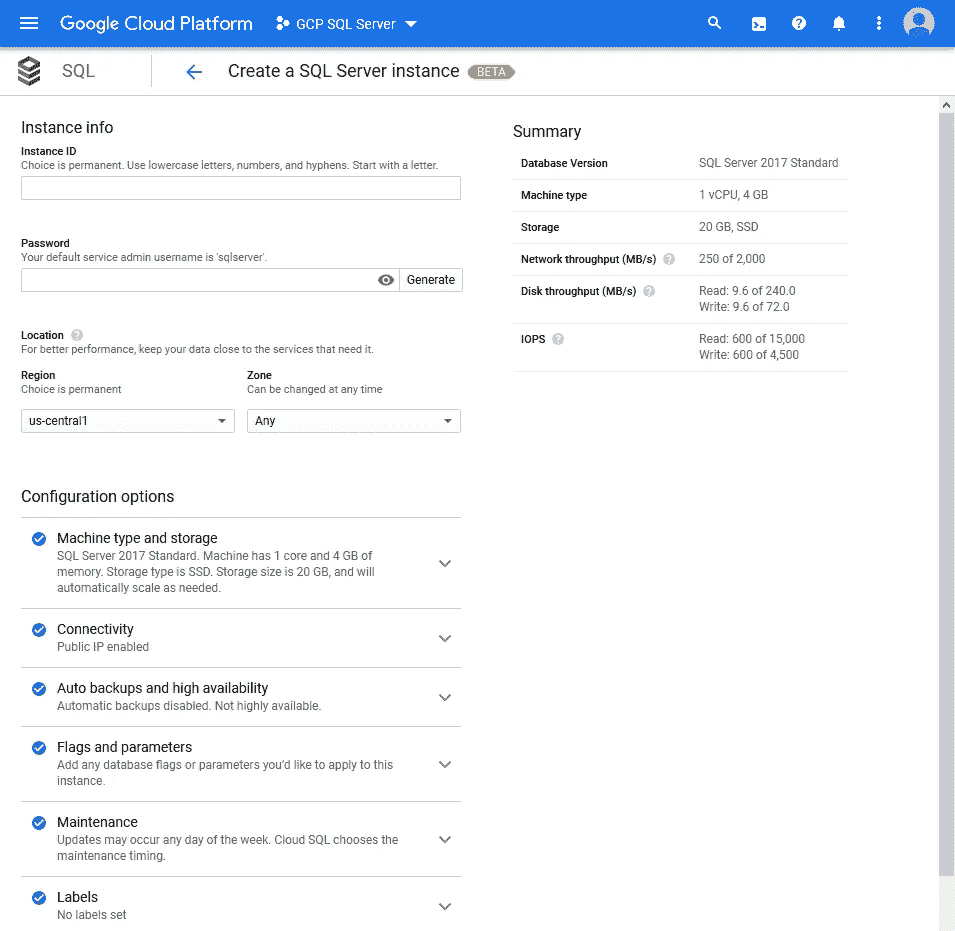 Google Cloud Platform GCP SQL Server
SQL Create a SQL Server instance BETA
Instance info
Instance ID
Choice is permanent. Use lowercase letters, numbers, and hyphens. Start with a letter.
Password
Your default service admin username is 'sqlserver'.
Generate
Location
For better performance, keep your data close to the services that need it.
Region Zone
Choice is permanent Can be changed at any time
us-central1 Any
Configuration options
Machine type and storage
SQL Server 2017 Standard. Machine has 1 core and 4 GB of
memory. Storage type is SSD. Storage size is 20 GB, and will
automatically scale as needed.
Connectivity
Public IP enabled
Auto backups and high availability
Automatic backups disabled. Not highly available.
Flags and parameters
Add any database flags or parameters you'd like to apply to this
instance.
Maintenance
Updates may occur any day of the week. Cloud SQL chooses the
maintenance timing.
Labels
No labels set
Summary
Database Version SQL Server 2017 Standard
Machine type 1 vCPU, 4 GB
Storage 20 GB, SSD
Network throughput (MB/s) 250 of 2,000
Disk throughput (MB/s) Read: 9.6 of 240.0
Write: 9.6 of 72.0
IOPS Read: 600 of 15,000
Write: 600 of 4,500